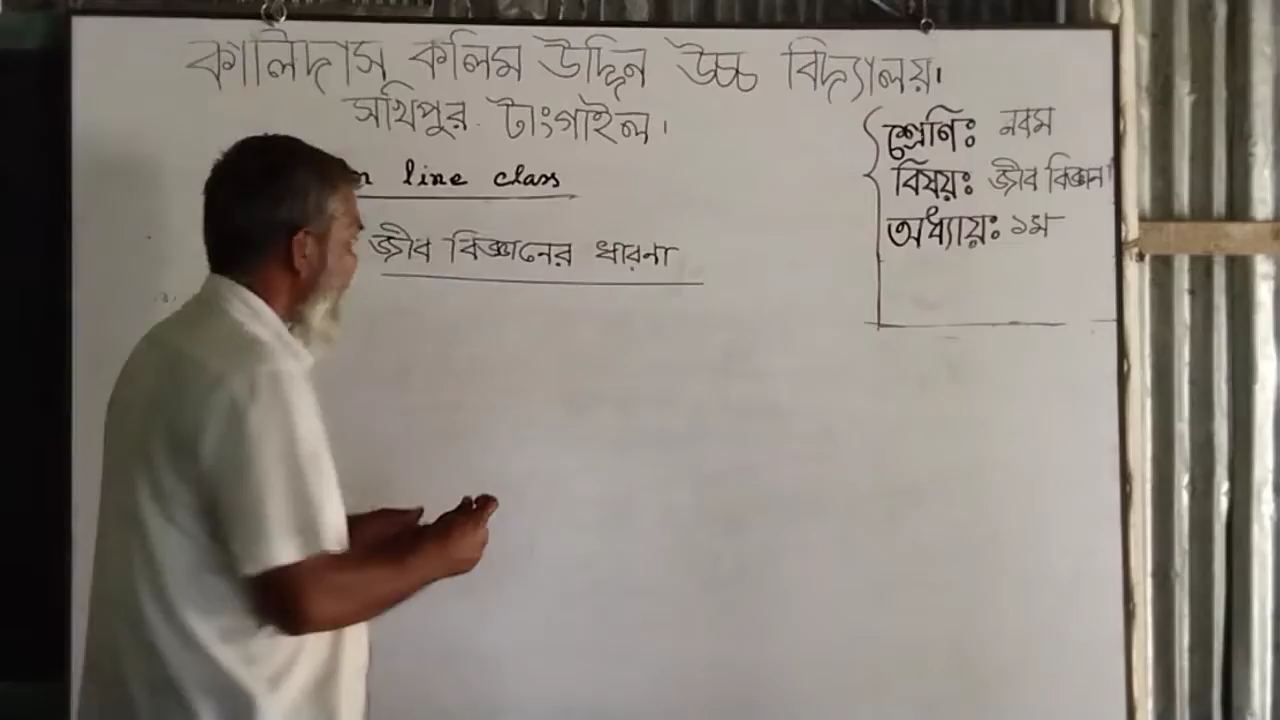 কালিদাস কলিম উদ্দিন উচ্চ বিদ্যালয়।
সখিপুর. টাংগাইল।
line class
জীব বিজ্ঞানের ধারনা
শ্রেণিঃ নবম
বিষয়ঃ জীব বিজ্ঞান
অধ্যায়ঃ ১ম